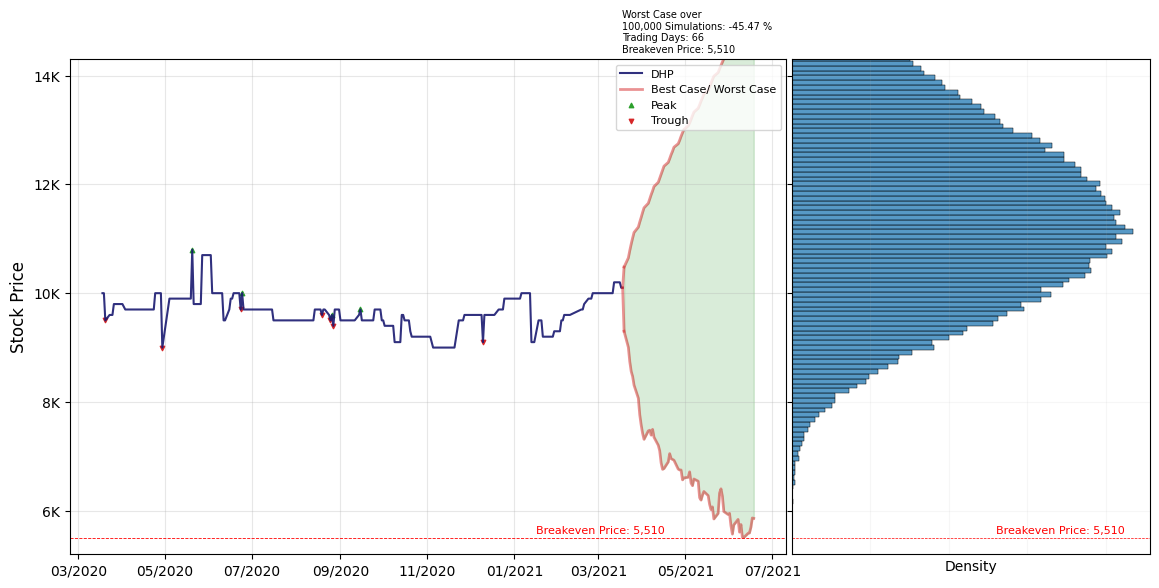 Worst Case over
100,000 Simulations: -45.47 %
Trading Days: 66
Breakeven Price: 5,510
DHP
Best Case/ Worst Case
Peak
Trough
Stock Price
14K
12K
10K
8K
6K
Breakeven Price: 5,510
Breakeven Price: 5,510
03/2020 05/2020 07/2020 09/2020 11/2020 01/2021 03/2021 05/2021 07/2021
Density